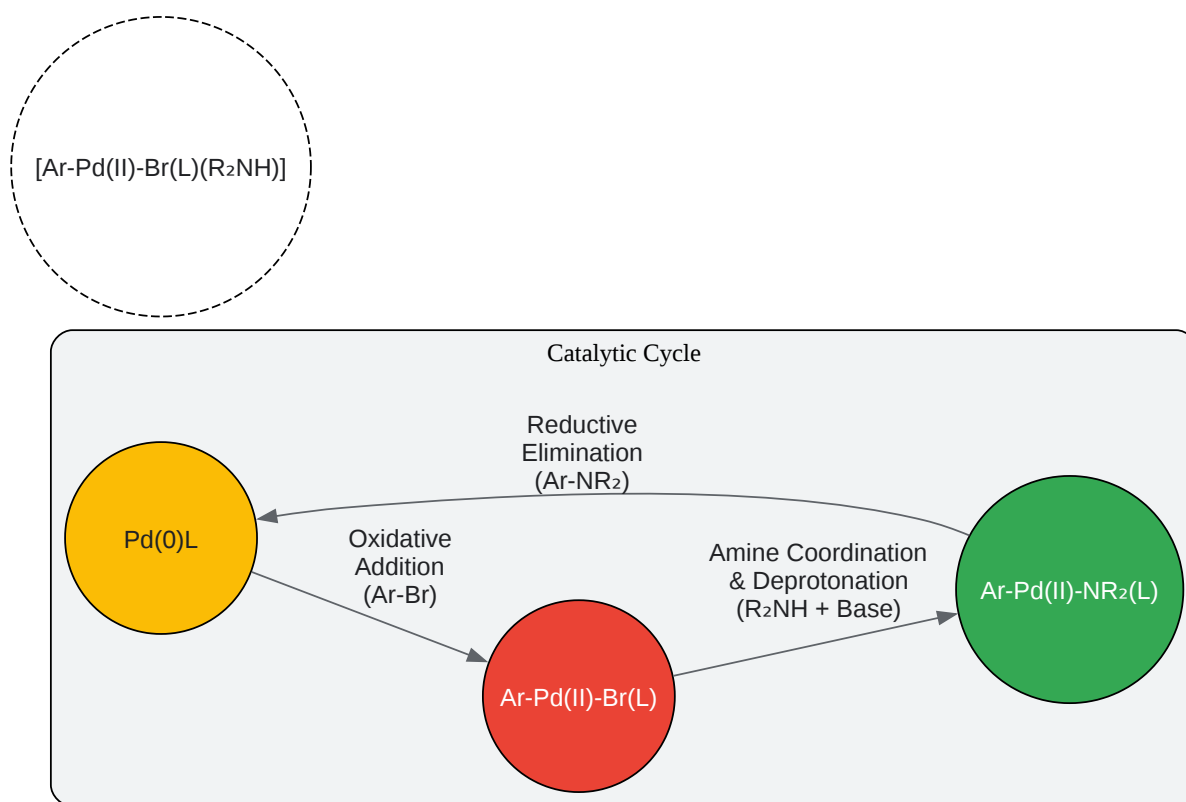 [Ar-Pd(II)-Br(L)(R₂NH)]
Catalytic Cycle
Reductive
Elimination
(Ar-NR₂)
Pd(0)L
Oxidative
Addition
(Ar-Br)
Amine Coordination
& Deprotonation
(R₂NH + Base)
Ar-Pd(II)-NR₂(L)
Ar-Pd(II)-Br(L)